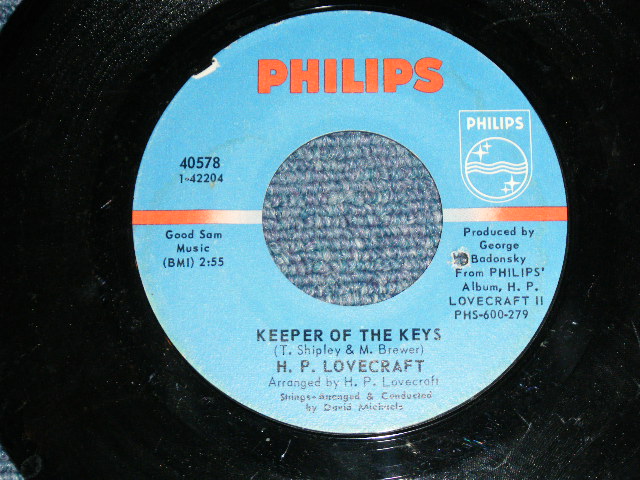 PHILIPS
PHILIPS
40578
1-42204
Good Sam
Music
(BMI) 2:55
Produced by
George
Badonsky
From PHILIPS'
Album, H. P.
LOVECRAFT II
PHS-600-279
KEEPER OF THE KEYS
(T. Shipley & M. Brewer)
H. P. LOVECRAFT
Arranged by H. P. Lovecraft
Strings-Arranged & Conducted
by David Michaels